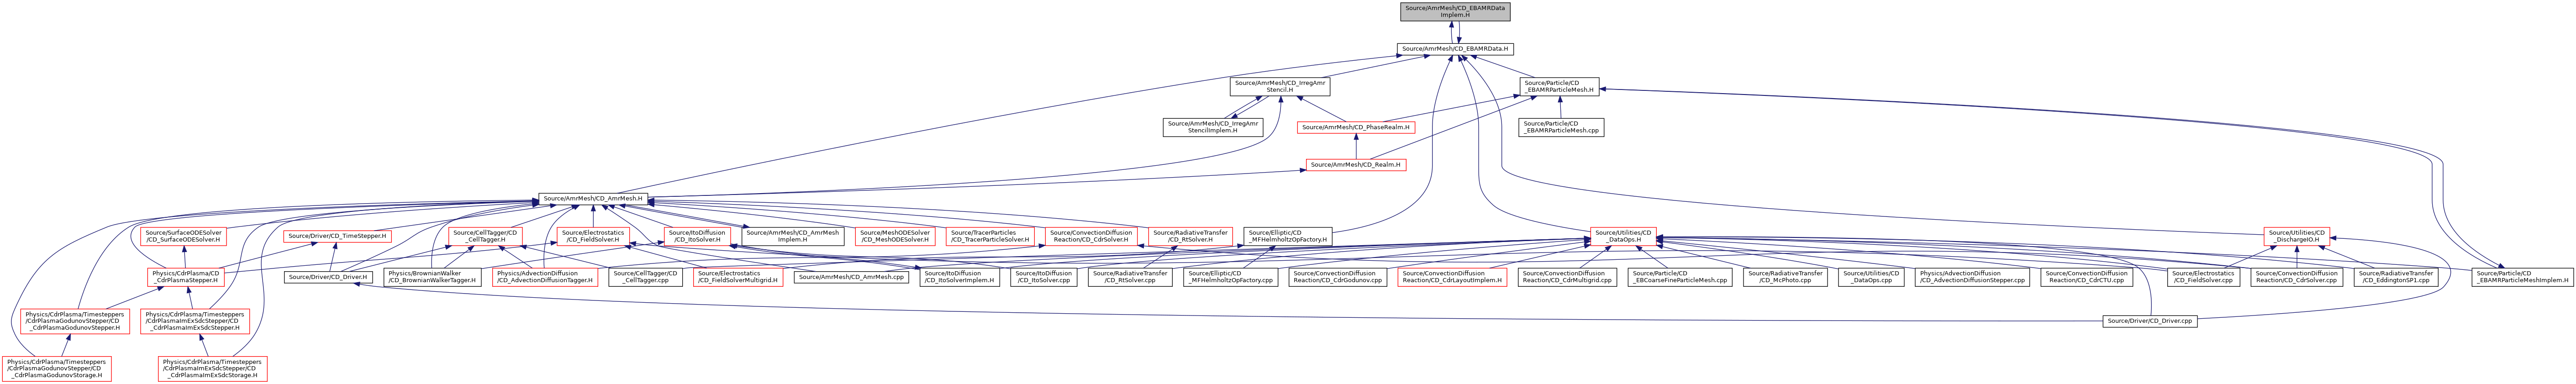 Source/AmrMesh/CD_EBAMRData
Implem.H
Source/AmrMesh/CD_EBAMRData.H
Source/AmrMesh/CD_IrregAmr
Stencil.H
Source/Particle/CD
_EBAMRParticleMesh.H
Source/AmrMesh/CD_IrregAmr
StencilImplem.H
Source/AmrMesh/CD_PhaseRealm.H
Source/Particle/CD
_EBAMRParticleMesh.cpp
Source/AmrMesh/CD_Realm.H
Source/AmrMesh/CD_AmrMesh.H
Source/SurfaceODESolver
/CD_SurfaceODESolver.H
Source/Driver/CD_TimeStepper.H
Source/CellTagger/CD
_CellTagger.H
Source/Electrostatics
/CD_FieldSolver.H
Source/ItoDiffusion
/CD_ItoSolver.H
Source/AmrMesh/CD_AmrMesh
Implem.H
Source/MeshODESolver
/CD_MeshODESolver.H
Source/TracerParticles
/CD_TracerParticleSolver.H
Source/ConvectionDiffusion
Reaction/CD_CdrSolver.H
Source/RadiativeTransfer
/CD_RtSolver.H
Source/Elliptic/CD
_MFHelmholtzOpFactory.H
Source/Utilities/CD
_DataOps.H
Source/Utilities/CD
_DischargeIO.H
Physics/CdrPlasma/CD
_CdrPlasmaStepper.H
Source/Driver/CD_Driver.H
Physics/BrownianWalker
/CD_BrownianWalkerTagger.H
Physics/AdvectionDiffusion
/CD_AdvectionDiffusionTagger.H
Source/CellTagger/CD
_CellTagger.cpp
Source/Electrostatics
/CD_FieldSolverMultigrid.H
Source/AmrMesh/CD_AmrMesh.cpp
Source/ItoDiffusion
/CD_ItoSolverImplem.H
Source/ItoDiffusion
/CD_ItoSolver.cpp
Source/RadiativeTransfer
/CD_RtSolver.cpp
Source/Elliptic/CD
_MFHelmholtzOpFactory.cpp
Source/ConvectionDiffusion
Reaction/CD_CdrGodunov.cpp
Source/ConvectionDiffusion
Reaction/CD_CdrLayoutImplem.H
Source/ConvectionDiffusion
Reaction/CD_CdrMultigrid.cpp
Source/Particle/CD
_EBCoarseFineParticleMesh.cpp
Source/RadiativeTransfer
/CD_McPhoto.cpp
Source/Utilities/CD
_DataOps.cpp
Physics/AdvectionDiffusion
/CD_AdvectionDiffusionStepper.cpp
Source/ConvectionDiffusion
Reaction/CD_CdrCTU.cpp
Source/Electrostatics
/CD_FieldSolver.cpp
Source/ConvectionDiffusion
Reaction/CD_CdrSolver.cpp
Source/RadiativeTransfer
/CD_EddingtonSP1.cpp
Source/Particle/CD
_EBAMRParticleMeshImplem.H
Physics/CdrPlasma/Timesteppers
/CdrPlasmaGodunovStepper/CD
_CdrPlasmaGodunovStepper.H
Physics/CdrPlasma/Timesteppers
/CdrPlasmaImExSdcStepper/CD
_CdrPlasmaImExSdcStepper.H
Source/Driver/CD_Driver.cpp
Physics/CdrPlasma/Timesteppers
/CdrPlasmaGodunovStepper/CD
_CdrPlasmaGodunovStorage.H
Physics/CdrPlasma/Timesteppers
/CdrPlasmaImExSdcStepper/CD
_CdrPlasmaImExSdcStorage.H